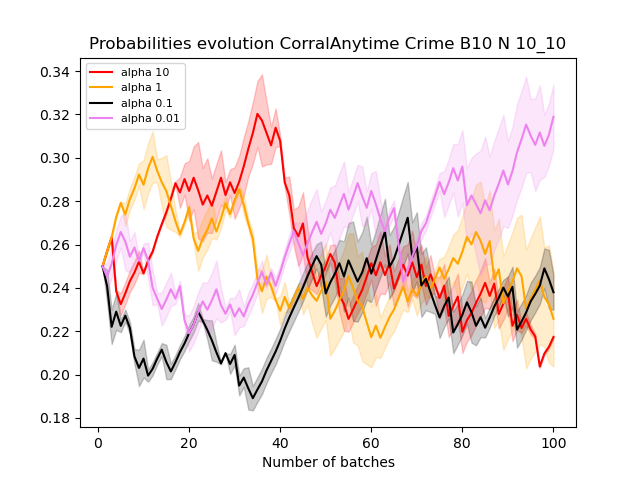 Probabilities evolution CorralAnytime Crime B10 N 10_10
alpha 10
alpha 1
alpha 0.1
alpha 0.01
0.34
0.32
0.30
0.28
0.26
0.24
0.22
0.20
0.18
0 20 40 60 80 100
Number of batches